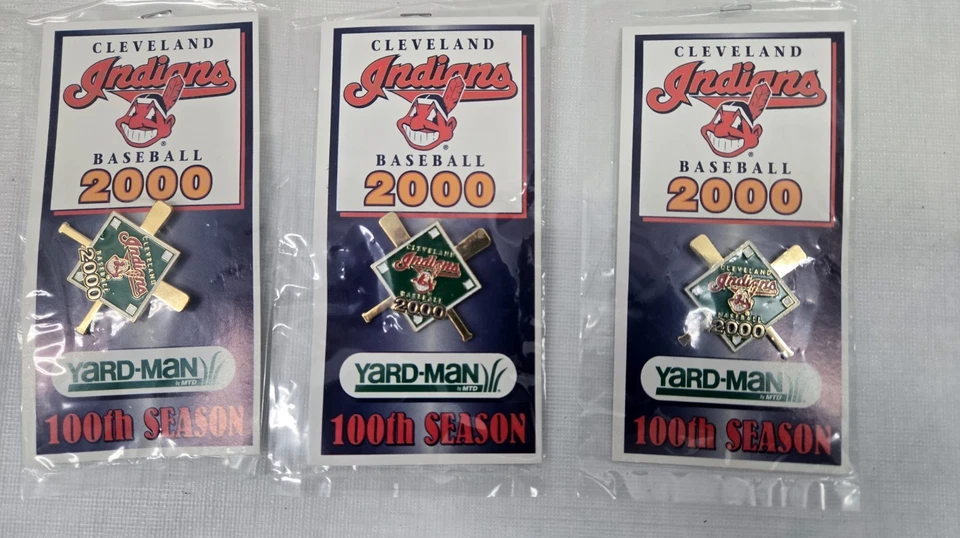 CLEVELAND
Indians
®
BASEBALL
2000
CLEVELAND
Indians
BASEBALL
2000
YARD-MAN
by MTD
100th SEASON
CLEVELAND
Indians
®
BASEBALL
2000
CLEVELAND
Indians
BASEBALL
2000
YARD-MAN
by MTD
100th SEASON
CLEVELAND
Indians
®
BASEBALL
2000
CLEVELAND
Indians
BASEBALL
2000
YARD-MAN
by MTD
100th SEASON